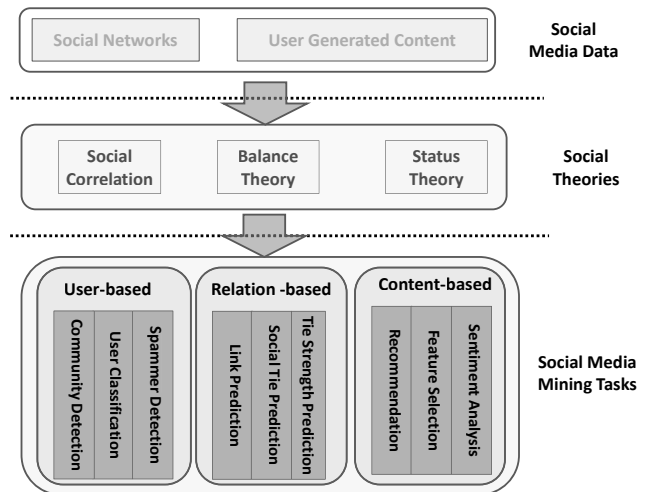 Social Networks
User Generated Content
Social
Media Data
Social
Correlation
Balance
Theory
Status
Theory
Social
Theories
User-based
Community Detection
User Classification
Spammer Detection
Relation -based
Link Prediction
Social Tie Prediction
Tie Strength Prediction
Content-based
Recommendation
Feature Selection
Sentiment Analysis
Social Media
Mining Tasks